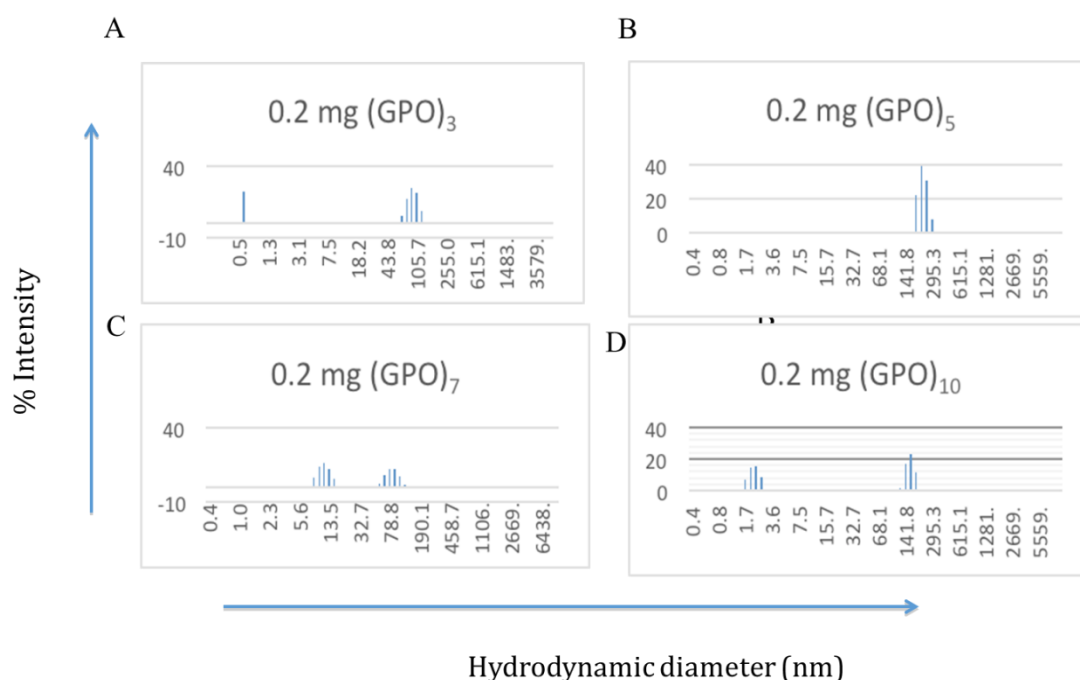 A
0.2 mg (GPO)3
40
-10
0.5 1.3 3.1 7.5 18.2 43.8 105.7 255.0 615.1 1483. 3579.
B
0.2 mg (GPO)5
40
20
0
0.4 0.8 1.7 3.6 7.5 15.7 32.7 68.1 141.8 295.3 615.1 1281. 2669. 5559.
C
0.2 mg (GPO)7
40
-10
0.4 1.0 2.3 5.6 13.5 32.7 78.8 190.1 458.7 1106. 2669. 6438.
D
0.2 mg (GPO)10
40
20
0
0.4 0.8 1.7 3.6 7.5 15.7 32.7 68.1 141.8 295.3 615.1 1281. 2669. 5559.
% Intensity
Hydrodynamic diameter (nm)